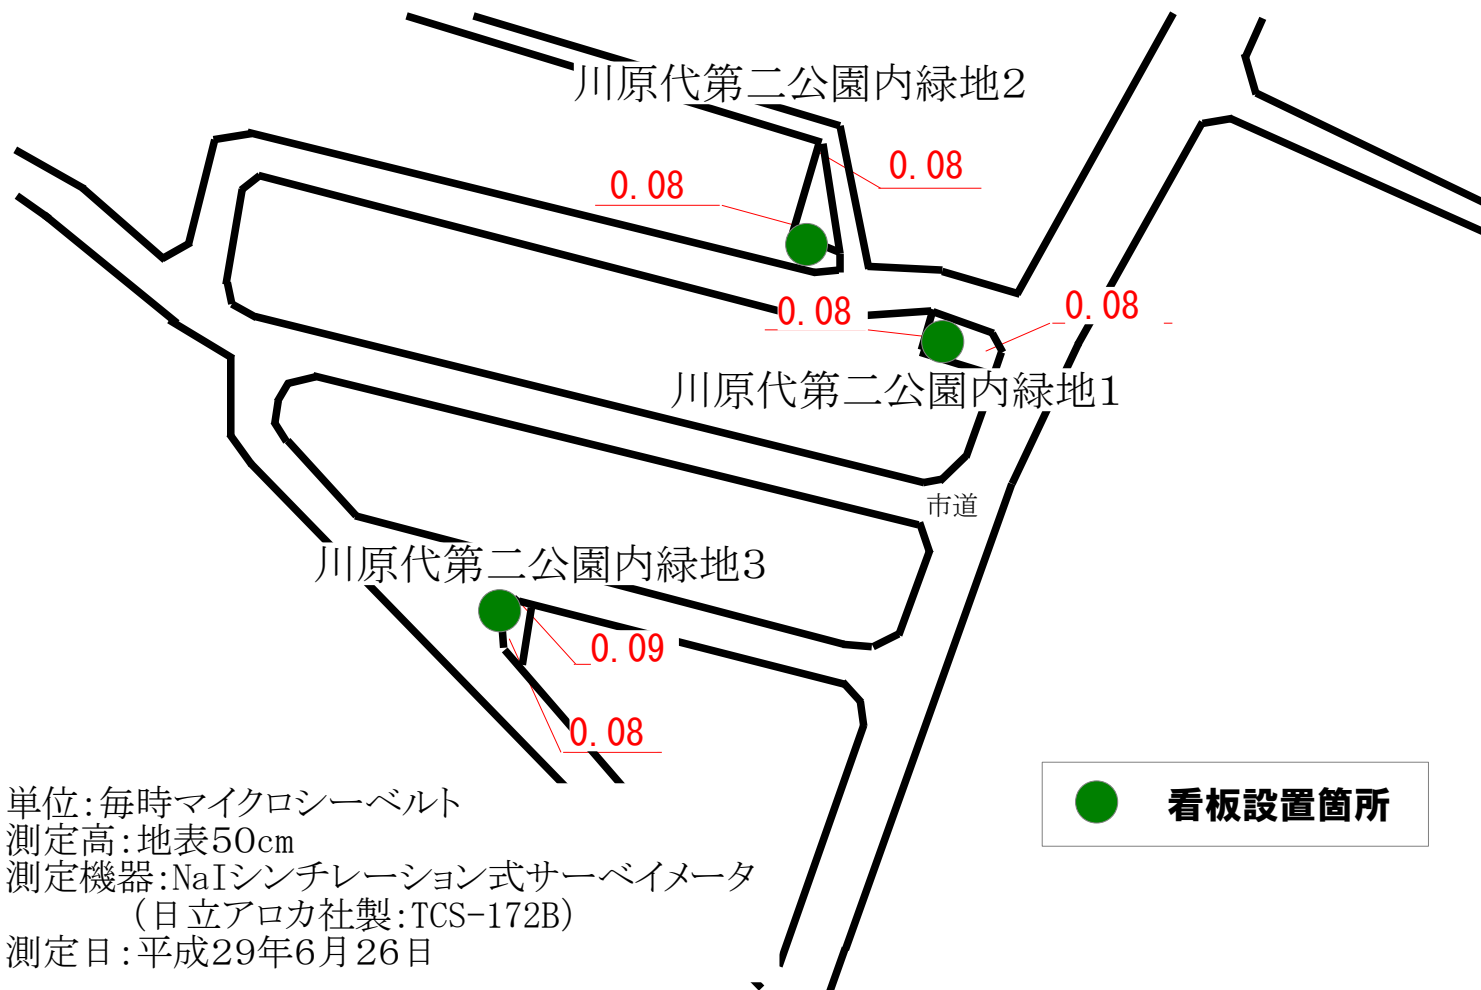 川原代第二公園内緑地2
0.08
0.08
0.08
0.08
川原代第二公園内緑地1
市道
川原代第二公園内緑地3
0.09
0.08
単位:毎時マイクロシーベルト
測定高:地表50cm
測定機器:NaIシンチレーション式サーベイメータ
(日立アロカ社製:TCS-172B)
測定日:平成29年6月26日
看板設置箇所